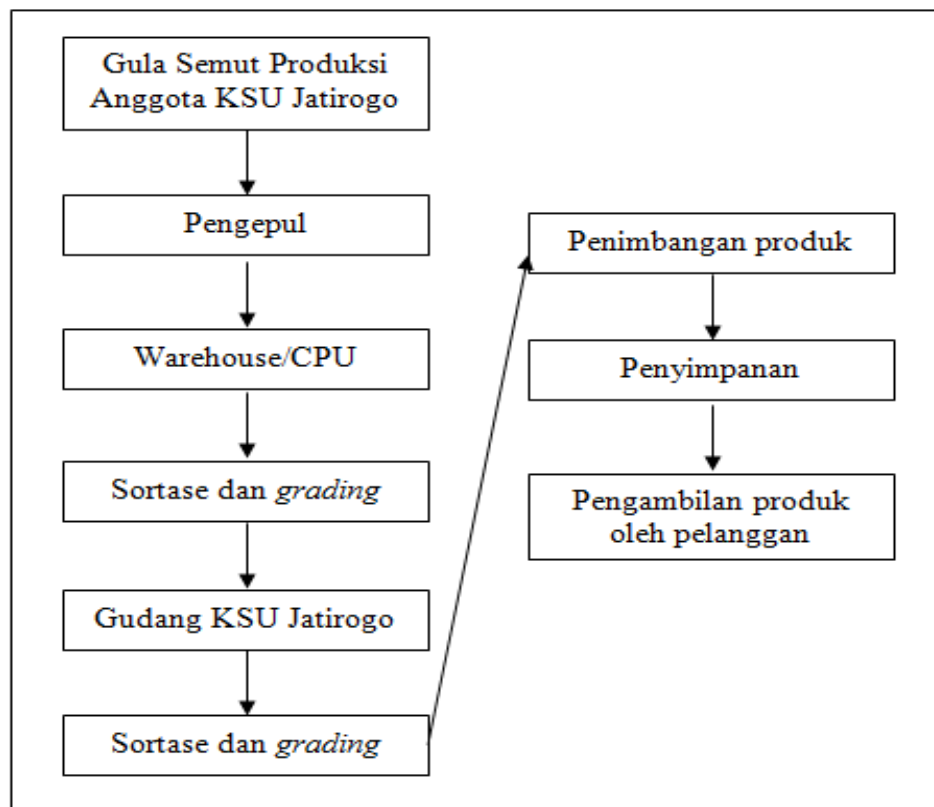 Gula Semut Produksi
Anggota KSU Jatirogo
Pengepul
Warehouse/CPU
Sortase dan grading
Gudang KSU Jatirogo
Sortase dan grading
Penimbangan produk
Penyimpanan
Pengambilan produk
oleh pelanggan